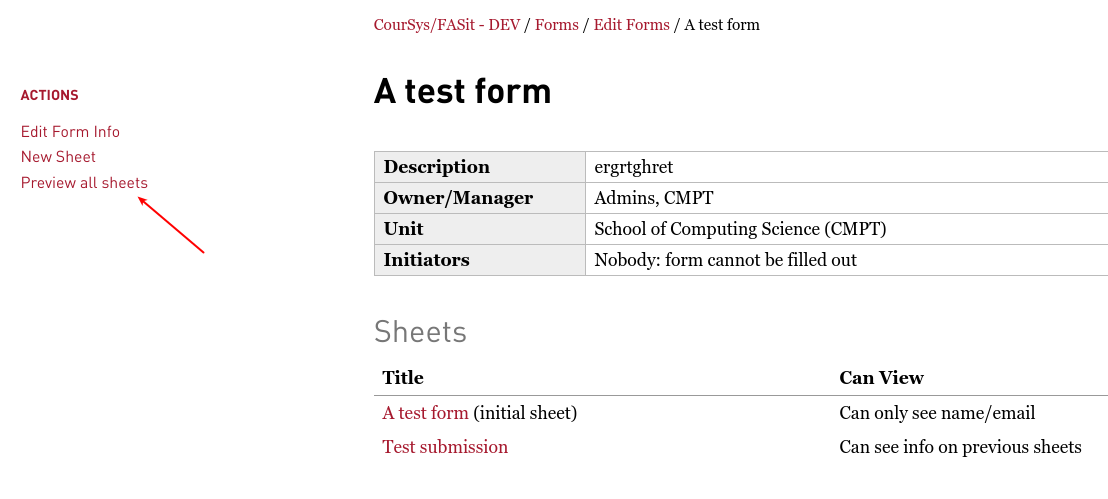 CourSys/FASit - DEV / Forms / Edit Forms / A test form
ACTIONS
Edit Form Info
New Sheet
Preview all sheets
A test form
Description ergrtghret
Owner/Manager Admins, CMPT
Unit School of Computing Science (CMPT)
Initiators Nobody: form cannot be filled out
Sheets
Title Can View
A test form (initial sheet) Can only see name/email
Test submission Can see info on previous sheets